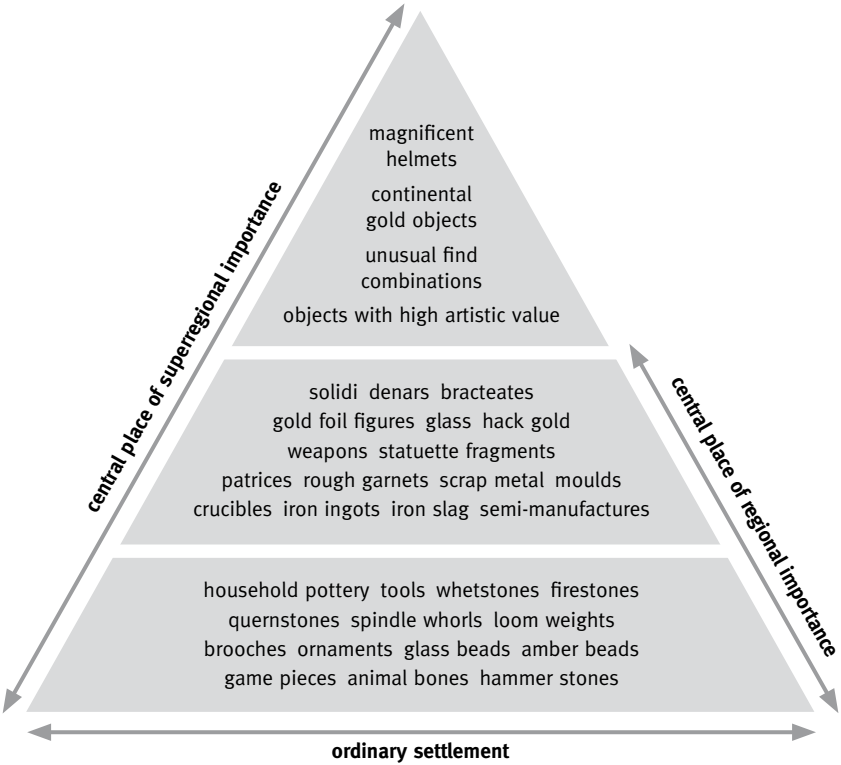 magnificent
helmets
continental
gold objects
unusual find
combinations
objects with high artistic value
central place of superregional importance
solidi denars bracteates
gold foil figures glass hack gold
weapons statuette fragments
patrices rough garnets scrap metal moulds
crucibles iron ingots iron slag semi-manufactures
central place of regional importance
household pottery tools whetstones firestones
quernstones spindle whorls loom weights
brooches ornaments glass beads amber beads
game pieces animal bones hammer stones
ordinary settlement